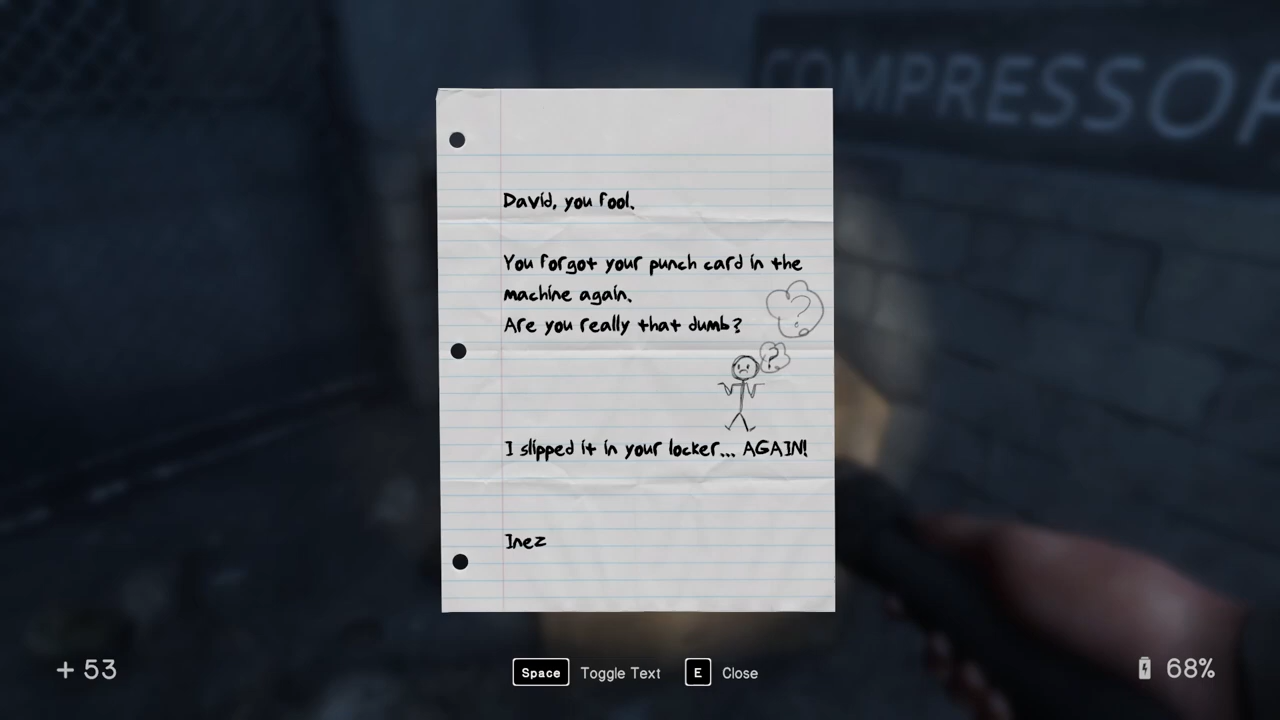 COMPRESSOR
David, you fool.
You forgot your punch card in the
machine again.
?
Are you really that dumb?
?
I slipped it in your locker... AGAIN!
Inez
+ 53
Space Toggle Text E Close
68%